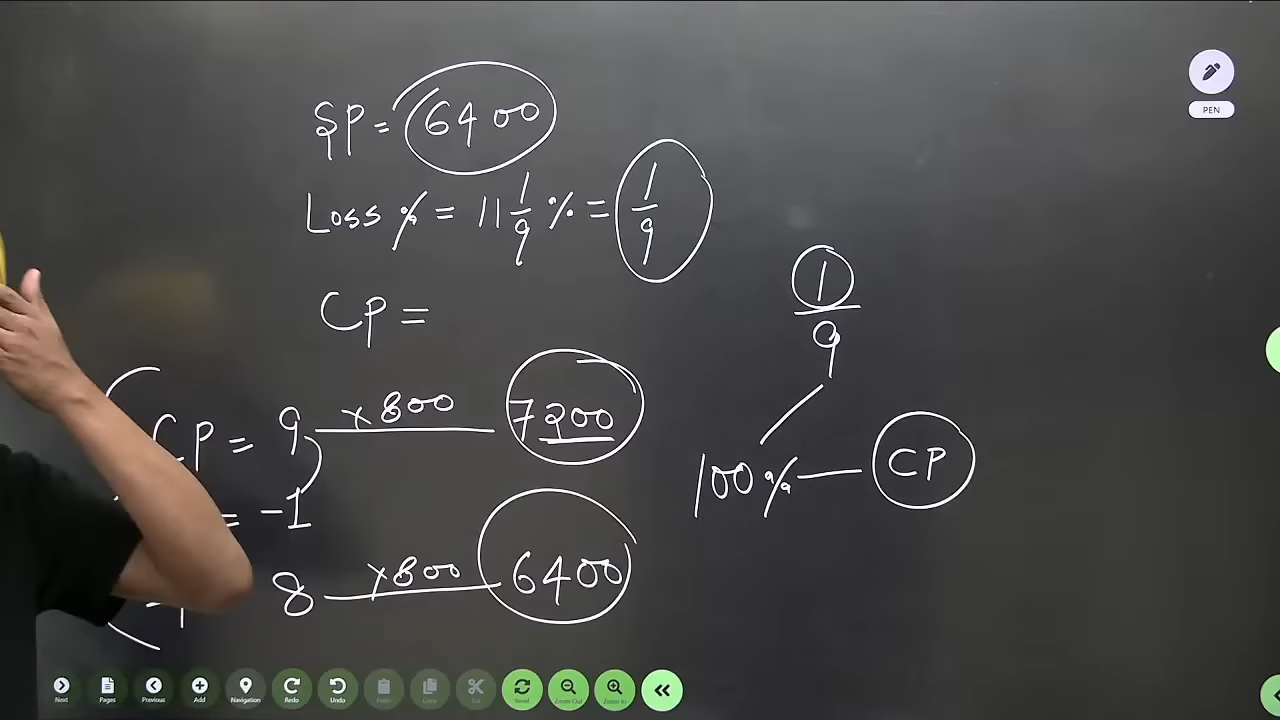 SP = 6400
Loss % = 11 1/9 % = 1/9
CP =
CP = 9 ×800 7200
= -1
8 ×800 6400
1/9
100% CP
PEN
Next
Pages
Previous
Add
Navigation
Redo
Undo
Reset
Zoom Out
Zoom In